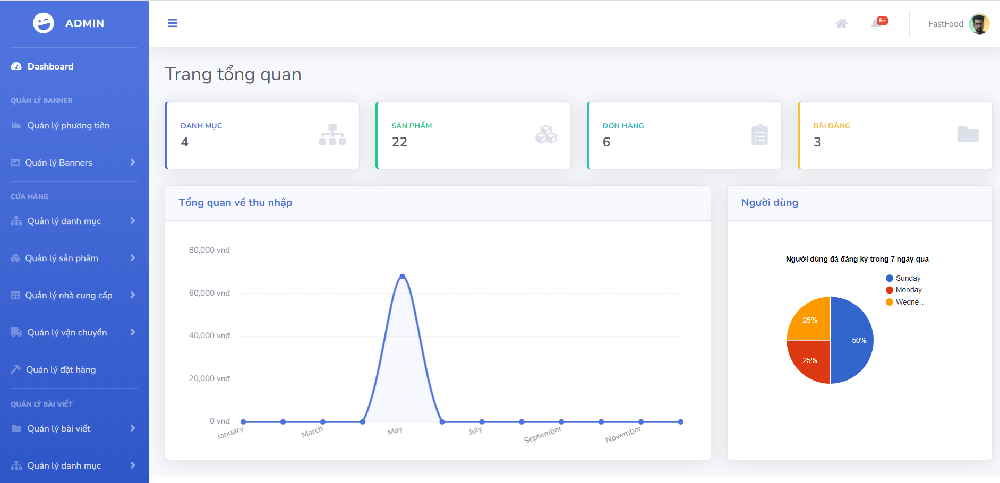 ADMIN
Dashboard
QUẢN LÝ BANNER
Quản lý phương tiện
Quản lý Banners
CỬA HÀNG
Quản lý danh mục
Quản lý sản phẩm
Quản lý nhà cung cấp
Quản lý vận chuyển
Quản lý đặt hàng
QUẢN LÝ BÀI VIẾT
Quản lý bài viết
Quản lý danh mục
5+
FastFood
Trang tổng quan
DANH MỤC
4
SẢN PHẨM
22
ĐƠN HÀNG
6
BÀI ĐĂNG
3
Tổng quan về thu nhập
80,000 vnđ
60,000 vnđ
40,000 vnđ
20,000 vnđ
0 vnđ
January
March
May
July
September
November
Người dùng
Người dùng đã đăng ký trong 7 ngày qua
Sunday
Monday
Wedne...
25%
50%
25%